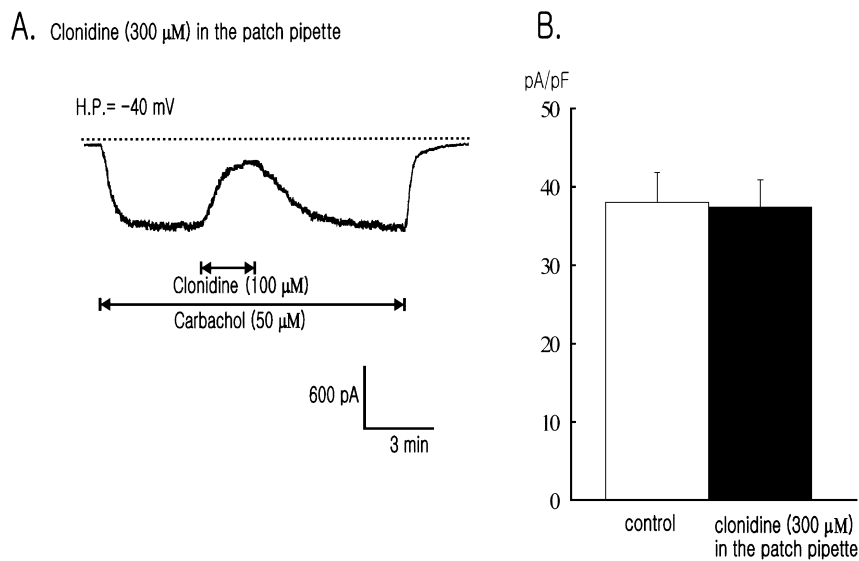 A. Clonidine (300 μM) in the patch pipette
H.P.= -40 mV
Clonidine (100 μM)
Carbachol (50 μM)
600 pA
3 min
B.
pA/pF
50
40
30
20
10
0
control
clonidine (300 μM)
in the patch pipette